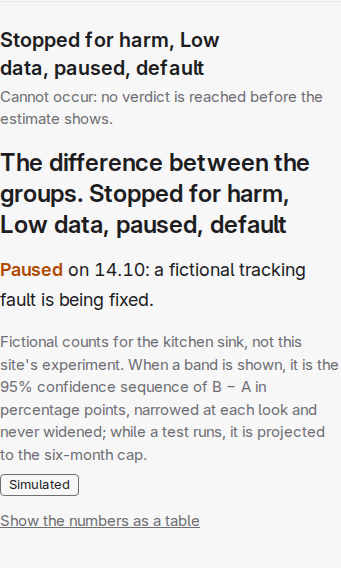 Stopped for harm, Low
data, paused, default
Cannot occur: no verdict is reached before the
estimate shows.
The difference between the
groups. Stopped for harm,
Low data, paused, default
Paused on 14.10: a fictional tracking
fault is being fixed.
Fictional counts for the kitchen sink, not this
site's experiment. When a band is shown, it is the
95% confidence sequence of B − A in
percentage points, narrowed at each look and
never widened; while a test runs, it is projected
to the six-month cap.
Simulated
Show the numbers as a table